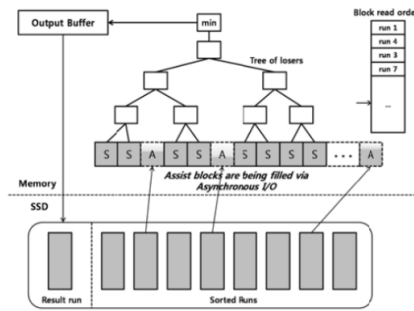 Output Buffer
min
Block read orde
run 1
run 4
run 3
run 7
...
Tree of losers
S S A S S A S S S S ... A
Assist blocks are being filled via
Asynchronous I/O
Memory
SSD
Result run
Sorted Runs